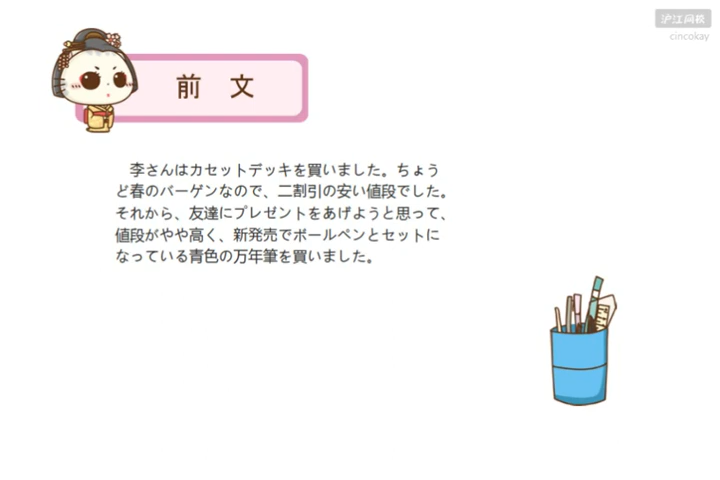 沪江网校
cincokay
前 文
李さんはカセットデッキを買いました。ちょう
ど春のバーゲンなので、二割引の安い値段でした。
それから、友達にプレゼントをあげようと思って、
値段がやや高く、新発売でボールペンとセットに
なっている青色の万年筆を買いました。